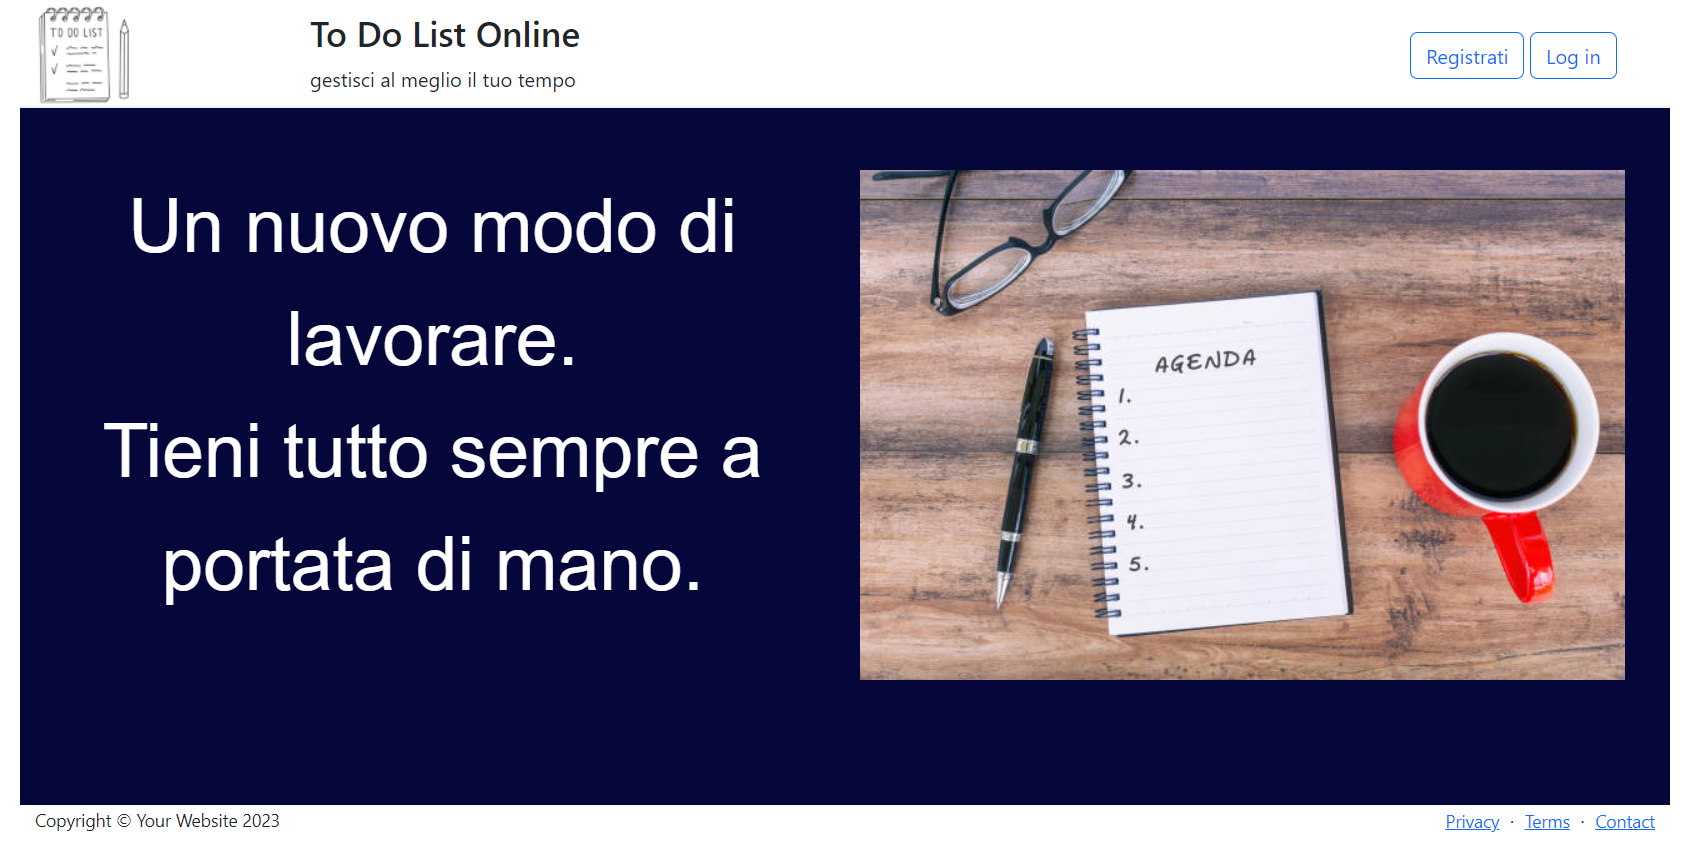 TO DO LIST
To Do List Online
gestisci al meglio il tuo tempo
Registrati
Log in
Un nuovo modo di
lavorare.
Tieni tutto sempre a
portata di mano.
AGENDA
1.
2.
3.
4.
5.
Copyright © Your Website 2023
Privacy · Terms · Contact